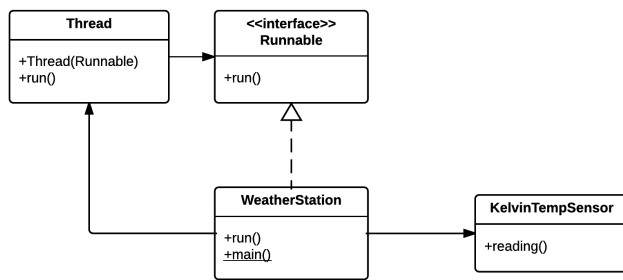 Thread
+Thread(Runnable)
+run()
<<interface>>
Runnable
+run()
WeatherStation
+run()
+main()
KelvinTempSensor
+reading()